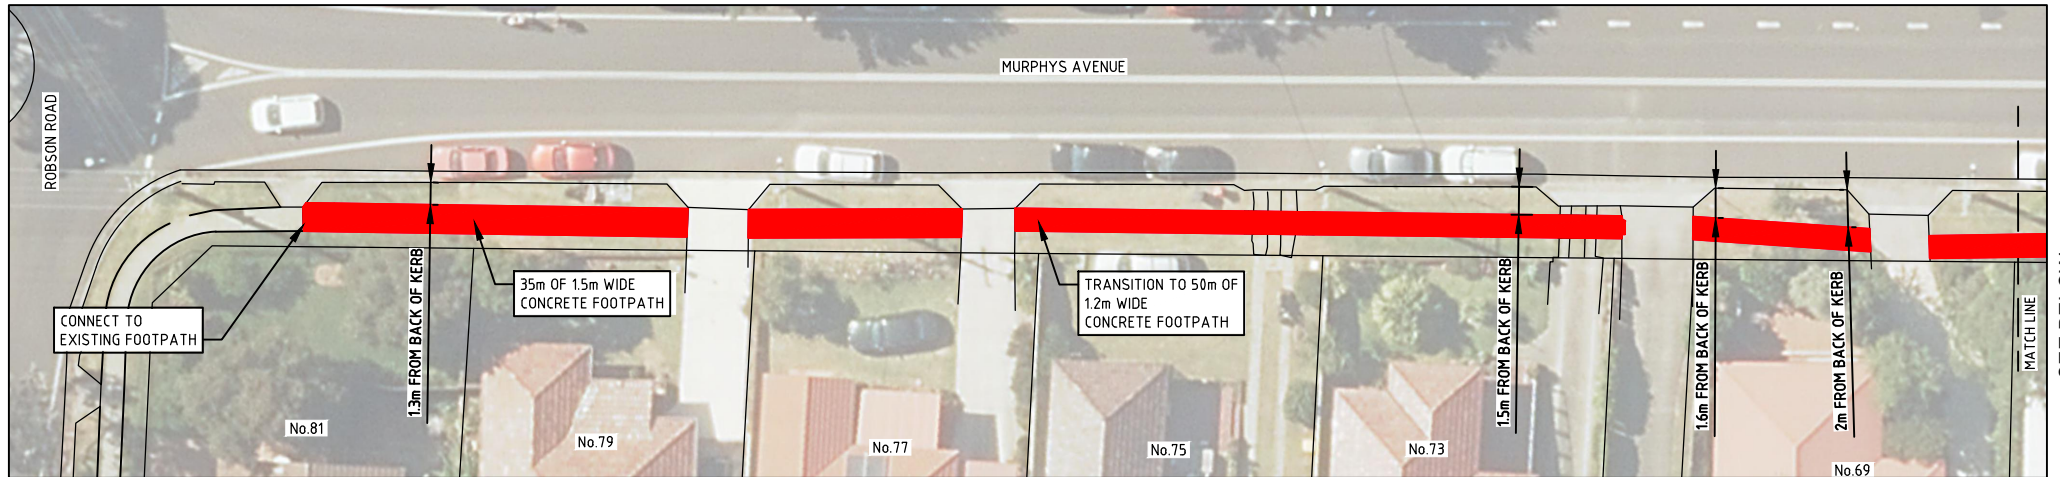 MURPHYS AVENUE
ROBSON ROAD
CONNECT TO
EXISTING FOOTPATH
1.3m FROM BACK OF KERB
35m OF 1.5m WIDE
CONCRETE FOOTPATH
TRANSITION TO 50m OF
1.2m WIDE
CONCRETE FOOTPATH
1.5m FROM BACK OF KERB
1.6m FROM BACK OF KERB
2m FROM BACK OF KERB
MATCH LINE
No.81
No.79
No.77
No.75
No.73
No.69